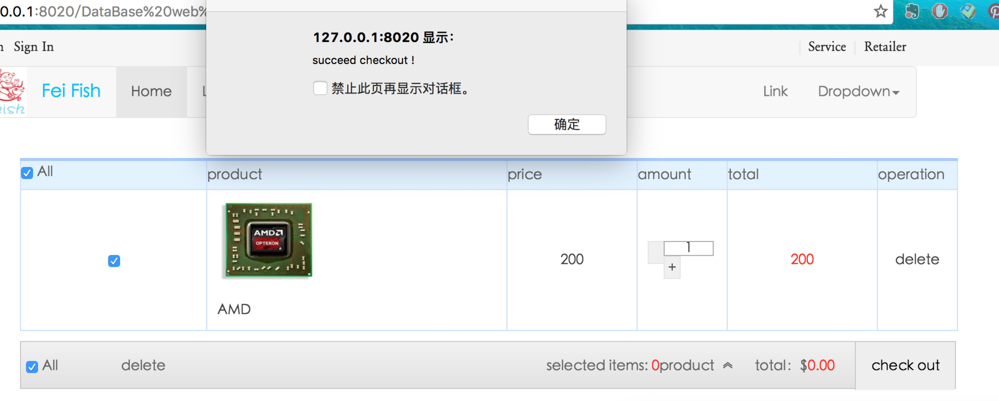 0.0.1:8020/DataBase%20web%
127.0.0.1:8020 显示：
succeed checkout !
禁止此页再显示对话框。
确定
Sign In
Service
Retailer
Fei Fish
Home
Link
Dropdown
All
product
price
amount
total
operation
AMD
OPTERON
A
200
1
+
200
delete
AMD
All
delete
selected items: 0product
total: $0.00
check out